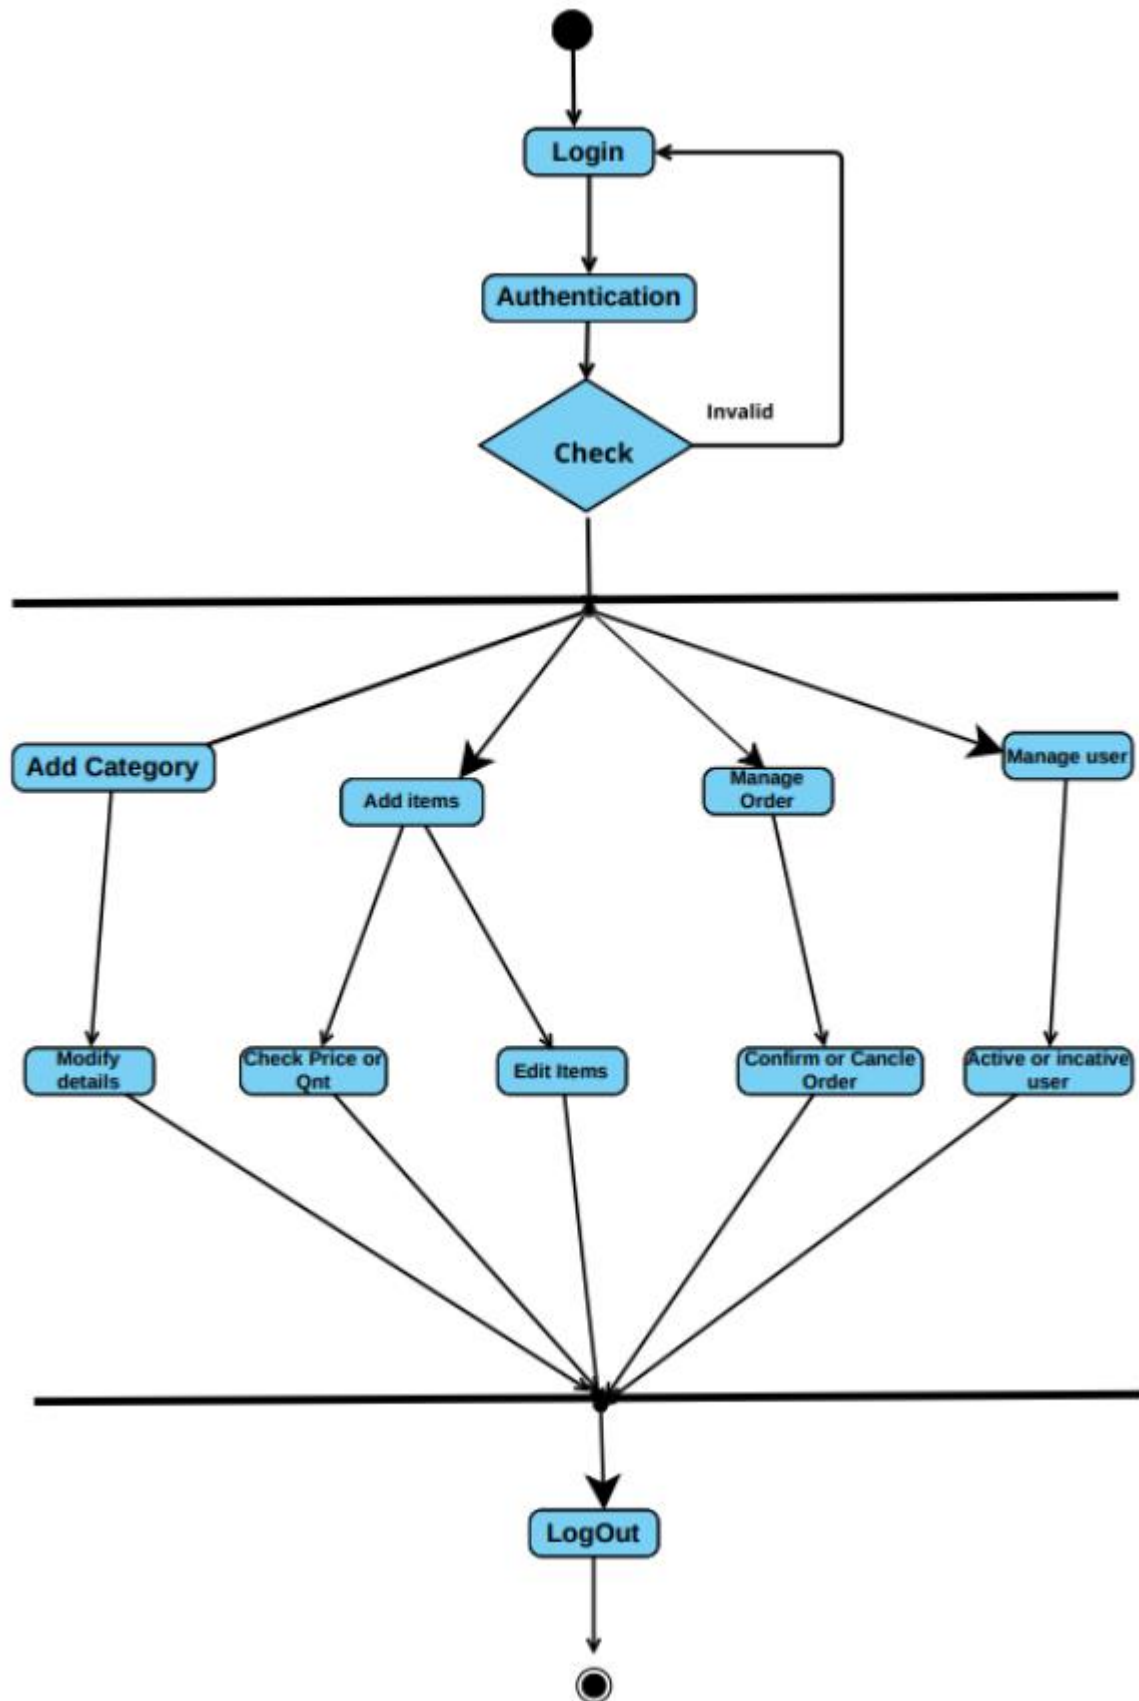 Login
Authentication
Invalid
Check
Add Category
Add items
Manage
Order
Manage user
Modify
details
Check Price or
Qnt
Edit Items
Confirm or Cancle
Order
Active or incative
user
LogOut